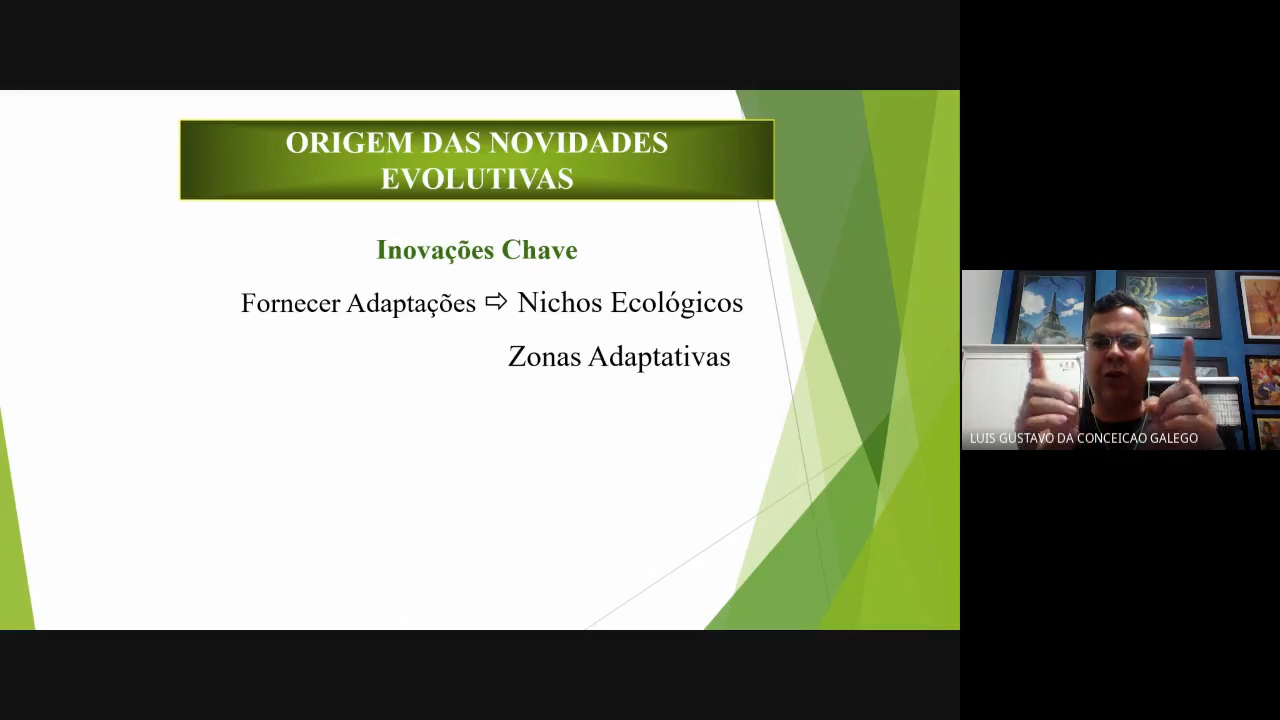 ORIGEM DAS NOVIDADES
EVOLUTIVAS
Inovações Chave
Fornecer Adaptações ⇨ Nichos Ecológicos
Zonas Adaptativas
LUIS GUSTAVO DA CONCEICAO GALEGO